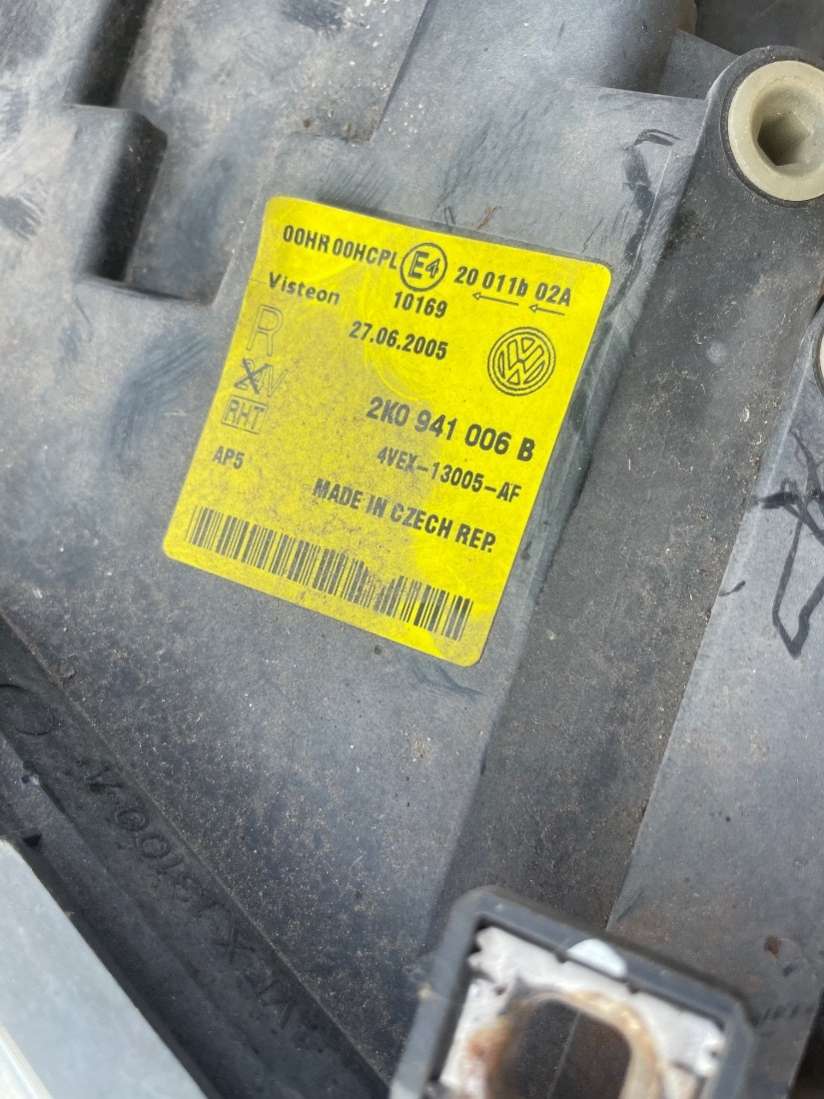 00HR 00HCPL E4 20 011b 02A
Visteon 10169
R 27.06.2005
XV
RHT 2K0 941 006 B
AP5 4VEX-13005-AF
MADE IN CZECH REP.